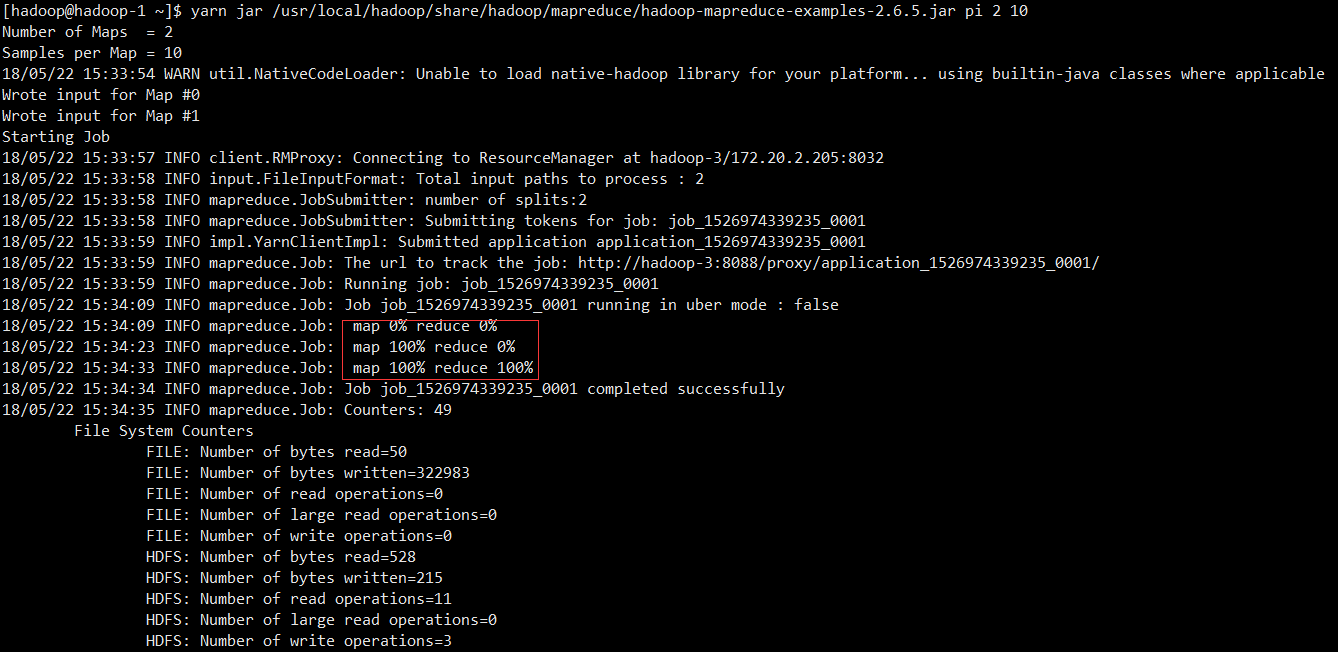 [hadoop@hadoop-1 ~]$ yarn jar /usr/local/hadoop/share/hadoop/mapreduce/hadoop-mapreduce-examples-2.6.5.jar pi 2 10
Number of Maps  = 2
Samples per Map = 10
18/05/22 15:33:54 WARN util.NativeCodeLoader: Unable to load native-hadoop library for your platform... using builtin-java classes where applicable
Wrote input for Map #0
Wrote input for Map #1
Starting Job
18/05/22 15:33:57 INFO client.RMProxy: Connecting to ResourceManager at hadoop-3/172.20.2.205:8032
18/05/22 15:33:58 INFO input.FileInputFormat: Total input paths to process : 2
18/05/22 15:33:58 INFO mapreduce.JobSubmitter: number of splits:2
18/05/22 15:33:58 INFO mapreduce.JobSubmitter: Submitting tokens for job: job_1526974339235_0001
18/05/22 15:33:59 INFO impl.YarnClientImpl: Submitted application application_1526974339235_0001
18/05/22 15:33:59 INFO mapreduce.Job: The url to track the job: http://hadoop-3:8088/proxy/application_1526974339235_0001/
18/05/22 15:33:59 INFO mapreduce.Job: Running job: job_1526974339235_0001
18/05/22 15:34:09 INFO mapreduce.Job: Job job_1526974339235_0001 running in uber mode : false
18/05/22 15:34:09 INFO mapreduce.Job:  map 0% reduce 0%
18/05/22 15:34:23 INFO mapreduce.Job:  map 100% reduce 0%
18/05/22 15:34:33 INFO mapreduce.Job:  map 100% reduce 100%
18/05/22 15:34:34 INFO mapreduce.Job: Job job_1526974339235_0001 completed successfully
18/05/22 15:34:35 INFO mapreduce.Job: Counters: 49
File System Counters
FILE: Number of bytes read=50
FILE: Number of bytes written=322983
FILE: Number of read operations=0
FILE: Number of large read operations=0
FILE: Number of write operations=0
HDFS: Number of bytes read=528
HDFS: Number of bytes written=215
HDFS: Number of read operations=11
HDFS: Number of large read operations=0
HDFS: Number of write operations=3